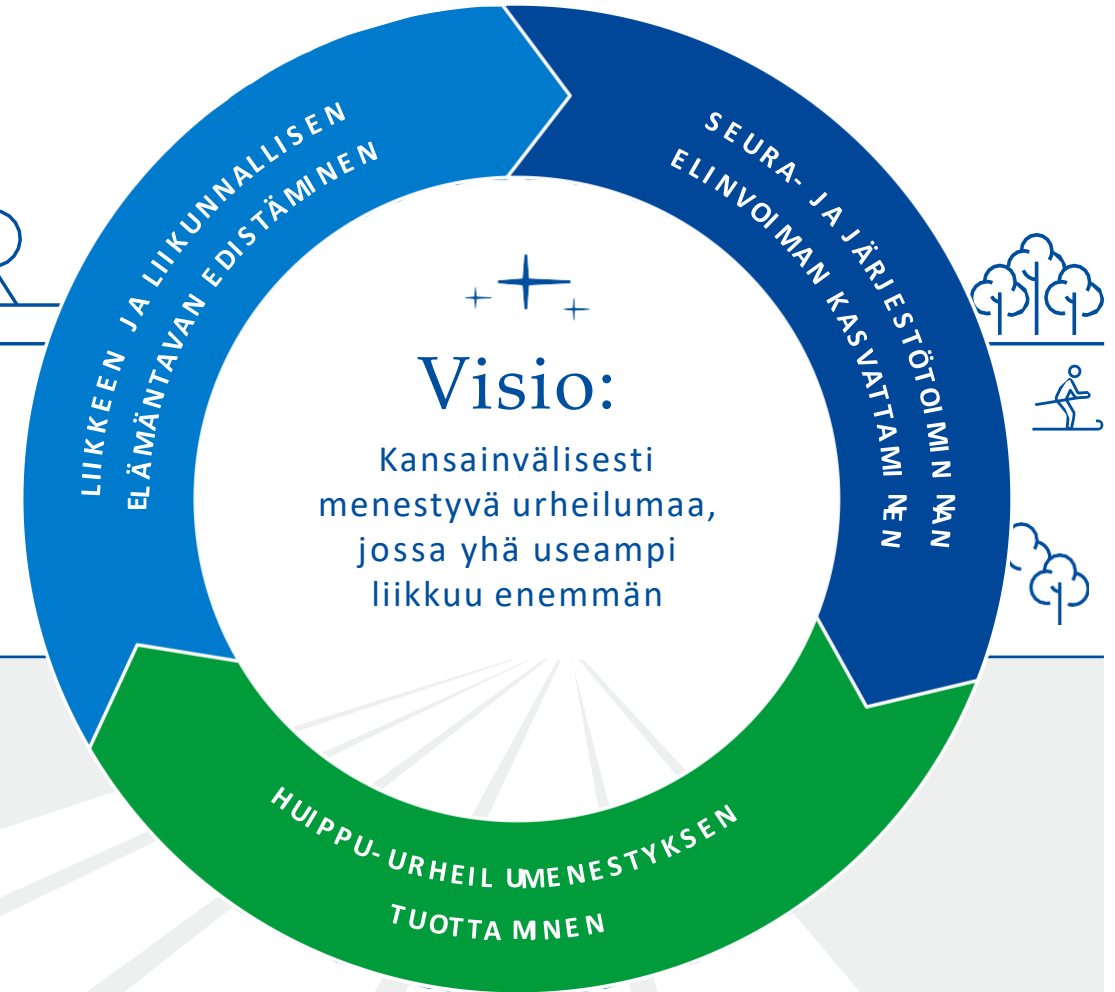 LIIKKEEN JA LIIKUNNALLISEN
ELÄMÄNTAVAN EDISTÄMINEN
SEURA- JA JÄRJESTÖTOIMINNAN
ELINVOIMAN KASVATTAMINEN
Visio:
Kansainvälisesti
menestyvä urheilumaa,
jossa yhä useampi
liikkuu enemmän
HUIPPU-URHEILUMENESTYKSEN
TUOTTAMNEN